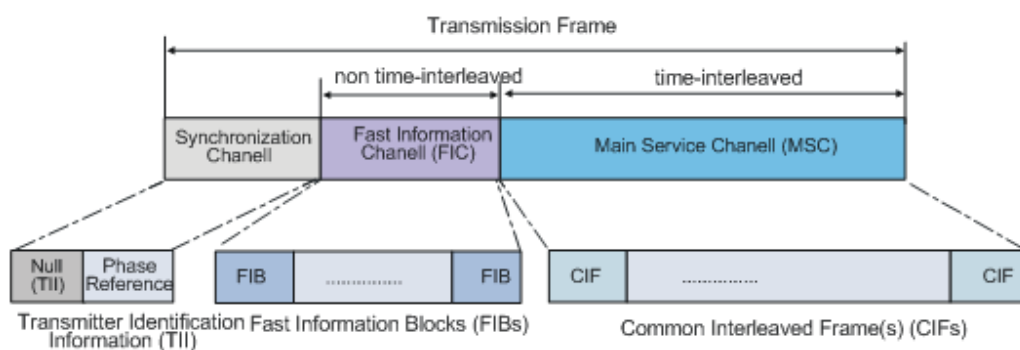 Transmission Frame
non time-interleaved
time-interleaved
Synchronization
Chanell
Fast Information
Chanell (FIC)
Main Service Chanell (MSC)
Null
(TII)
Phase
Reference
FIB
...............
FIB
CIF
...............
CIF
Transmitter Identification
Information (TII)
Fast Information Blocks (FIBs)
Common Interleaved Frame(s) (CIFs)